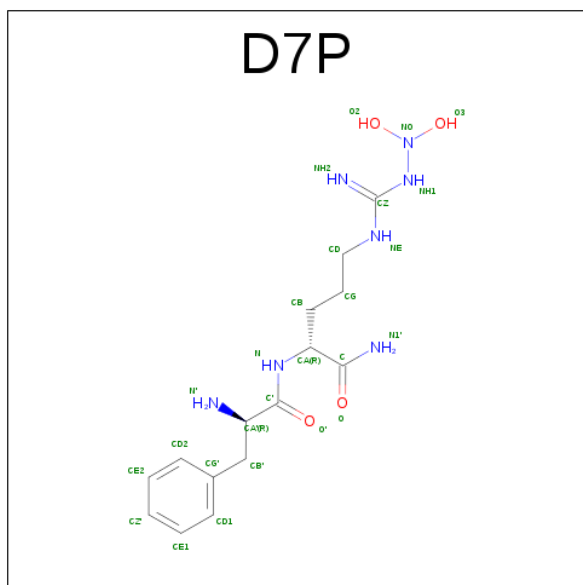 D7P
O2 O3
HO NO OH
N
NH2
HN NH NH1
CZ
NH
CD NE
CB CG
N N1'
HN CA(R) C NH₂
N'
H₂N C' O
CA'(R) O O'
CD2 CG'
CE2 CB'
CZ' CD1
CE1